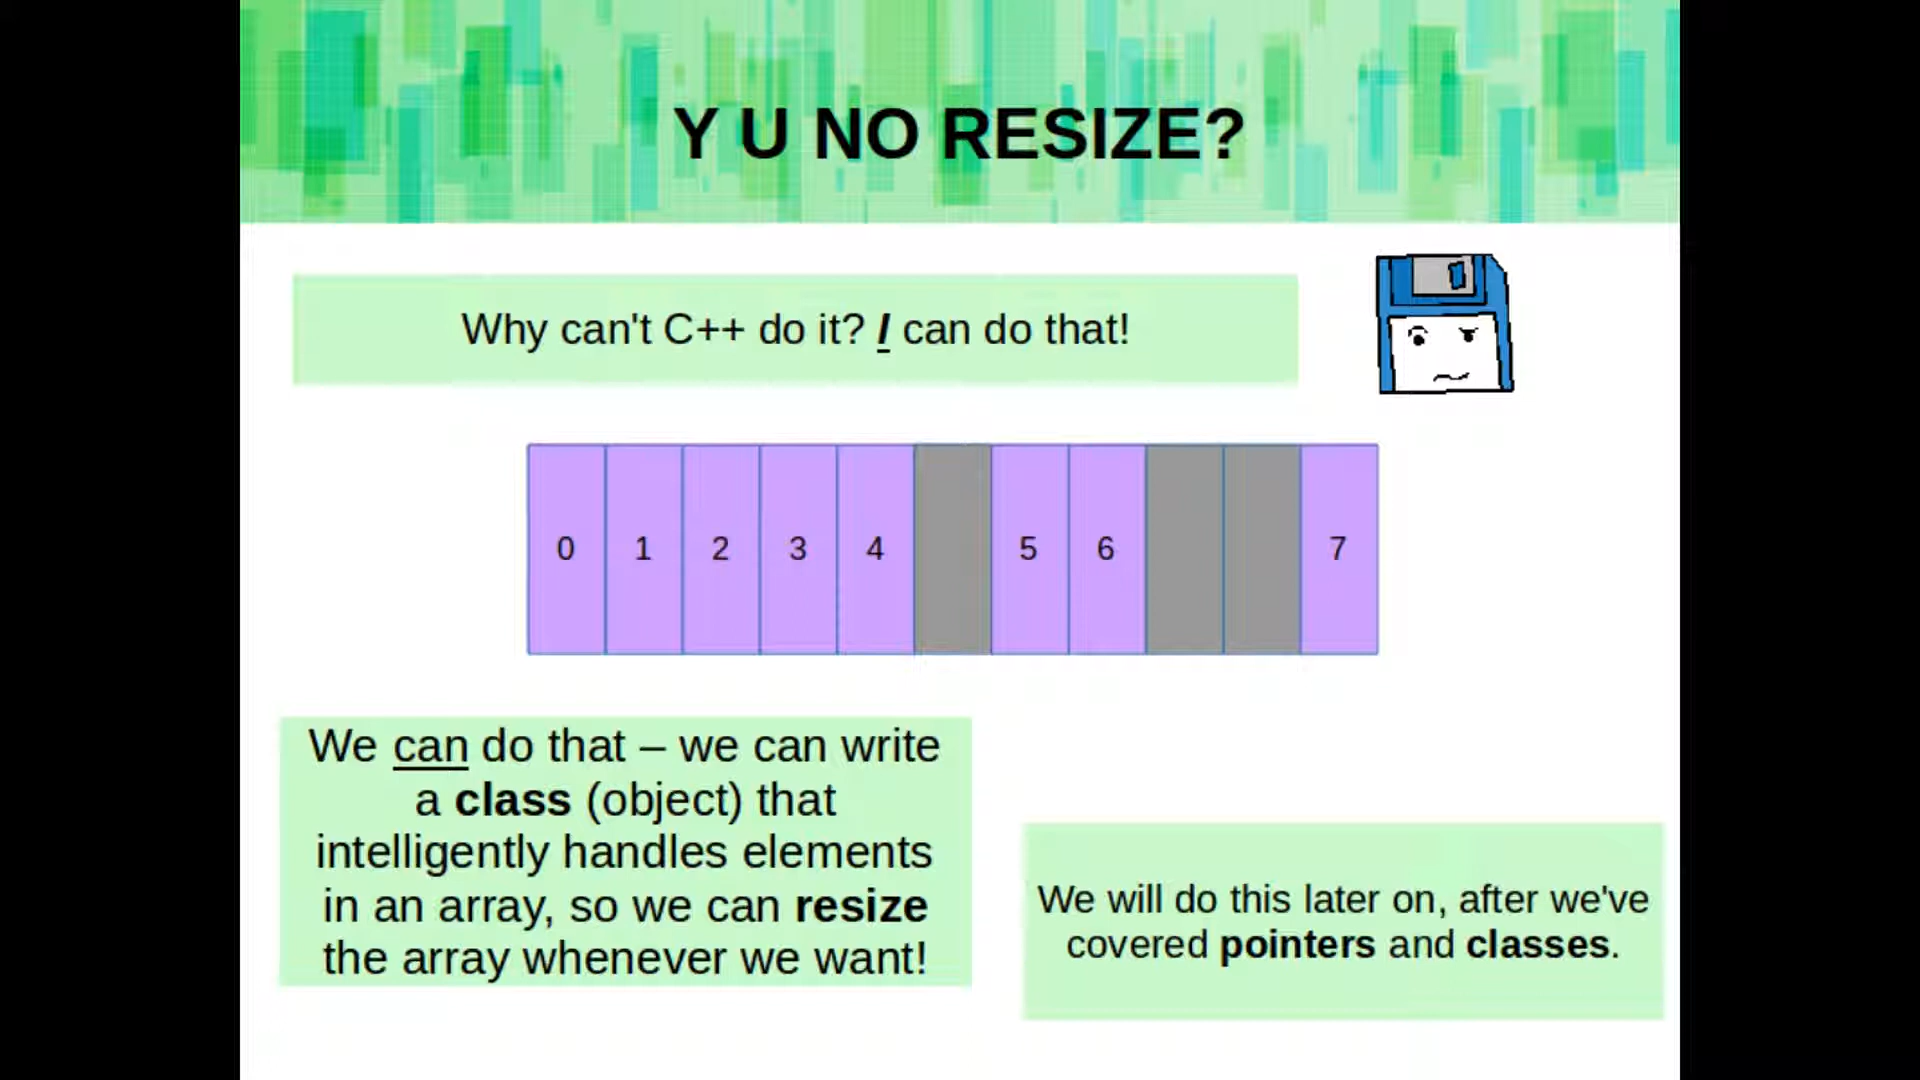 Y U NO RESIZE?
Why can't C++ do it? I can do that!
0 1 2 3 4 5 6 7
We can do that – we can write
a class (object) that
intelligently handles elements
in an array, so we can resize
the array whenever we want!
We will do this later on, after we've
covered pointers and classes.